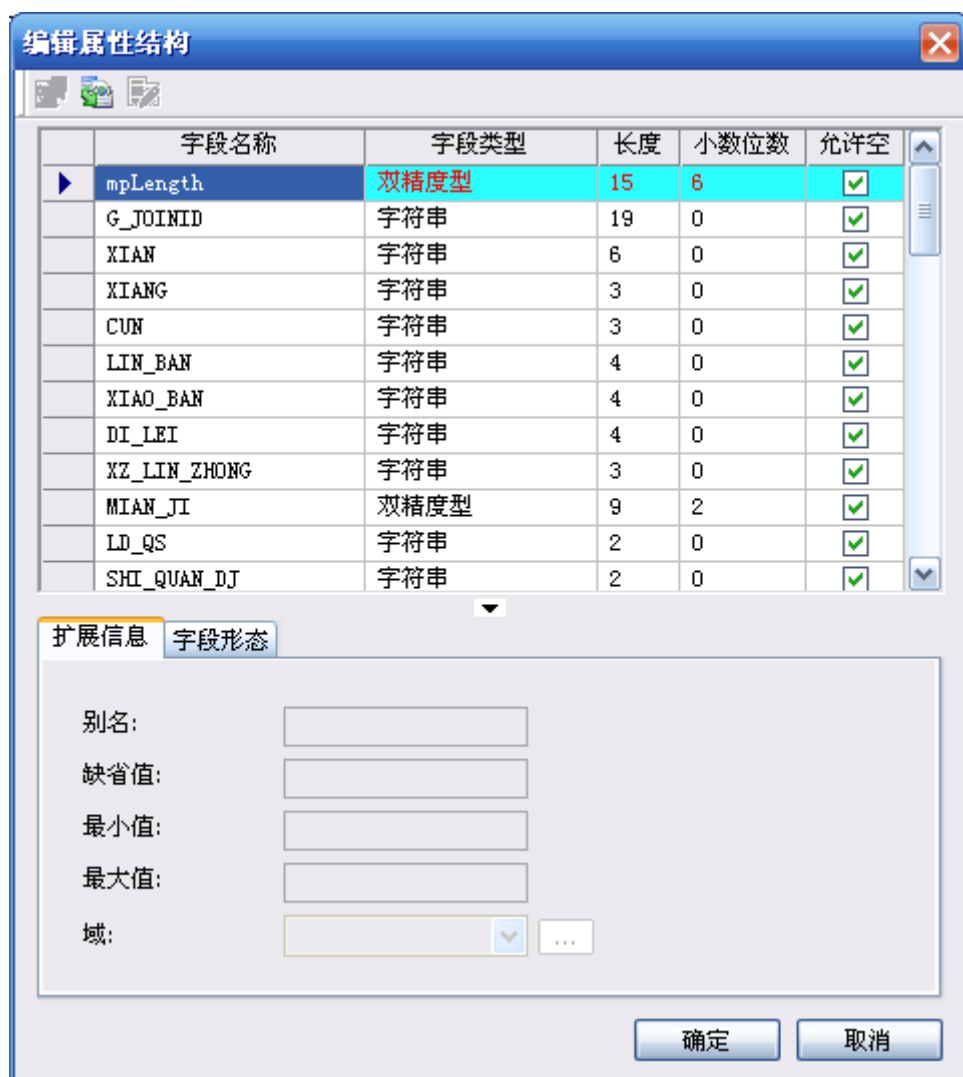 编辑属性结构
字段名称 字段类型 长度 小数位数 允许空
mpLength 双精度型 15 6
G_JOINID 字符串 19 0
XIAN 字符串 6 0
XIANG 字符串 3 0
CUN 字符串 3 0
LIN_BAN 字符串 4 0
XIAO_BAN 字符串 4 0
DI_LEI 字符串 4 0
XZ_LIN_ZHONG 字符串 3 0
MIAN_JI 双精度型 9 2
LD_QS 字符串 2 0
SHI_QUAN_DJ 字符串 2 0
扩展信息 字段形态
别名:
缺省值:
最小值:
最大值:
域: ...
确定 取消